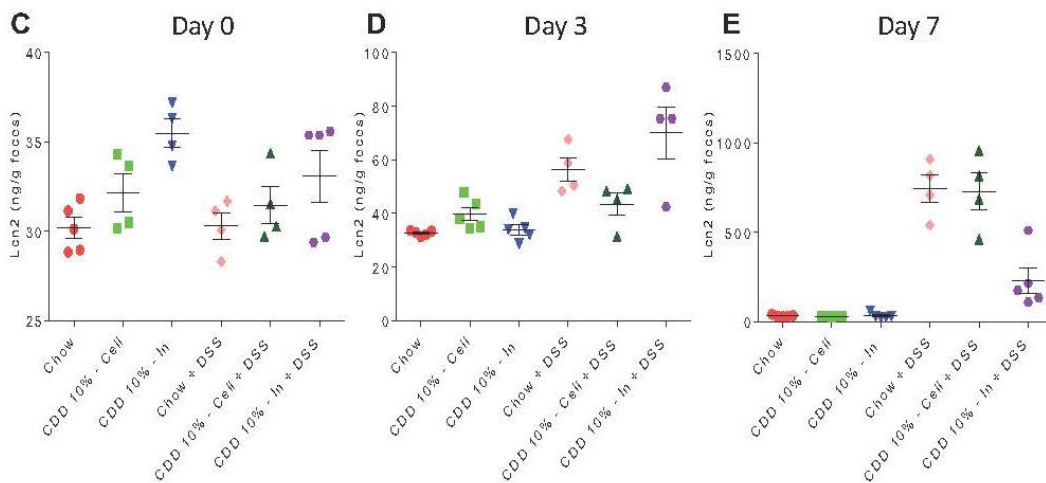 C Day 0
Lcn2 (ng/g feces)
40
35
30
25
Chow
CDD 10% - Cell
CDD 10% - In
Chow + DSS
CDD 10% - Cell + DSS
CDD 10% - In + DSS
D Day 3
Lcn2 (ng/g feces)
100
80
60
40
20
0
Chow
CDD 10% - Cell
CDD 10% - In
Chow + DSS
CDD 10% - Cell + DSS
CDD 10% - In + DSS
E Day 7
Lcn2 (ng/g feces)
1500
1000
500
0
Chow
CDD 10% - Cell
CDD 10% - In
Chow + DSS
CDD 10% - Cell + DSS
CDD 10% - In + DSS